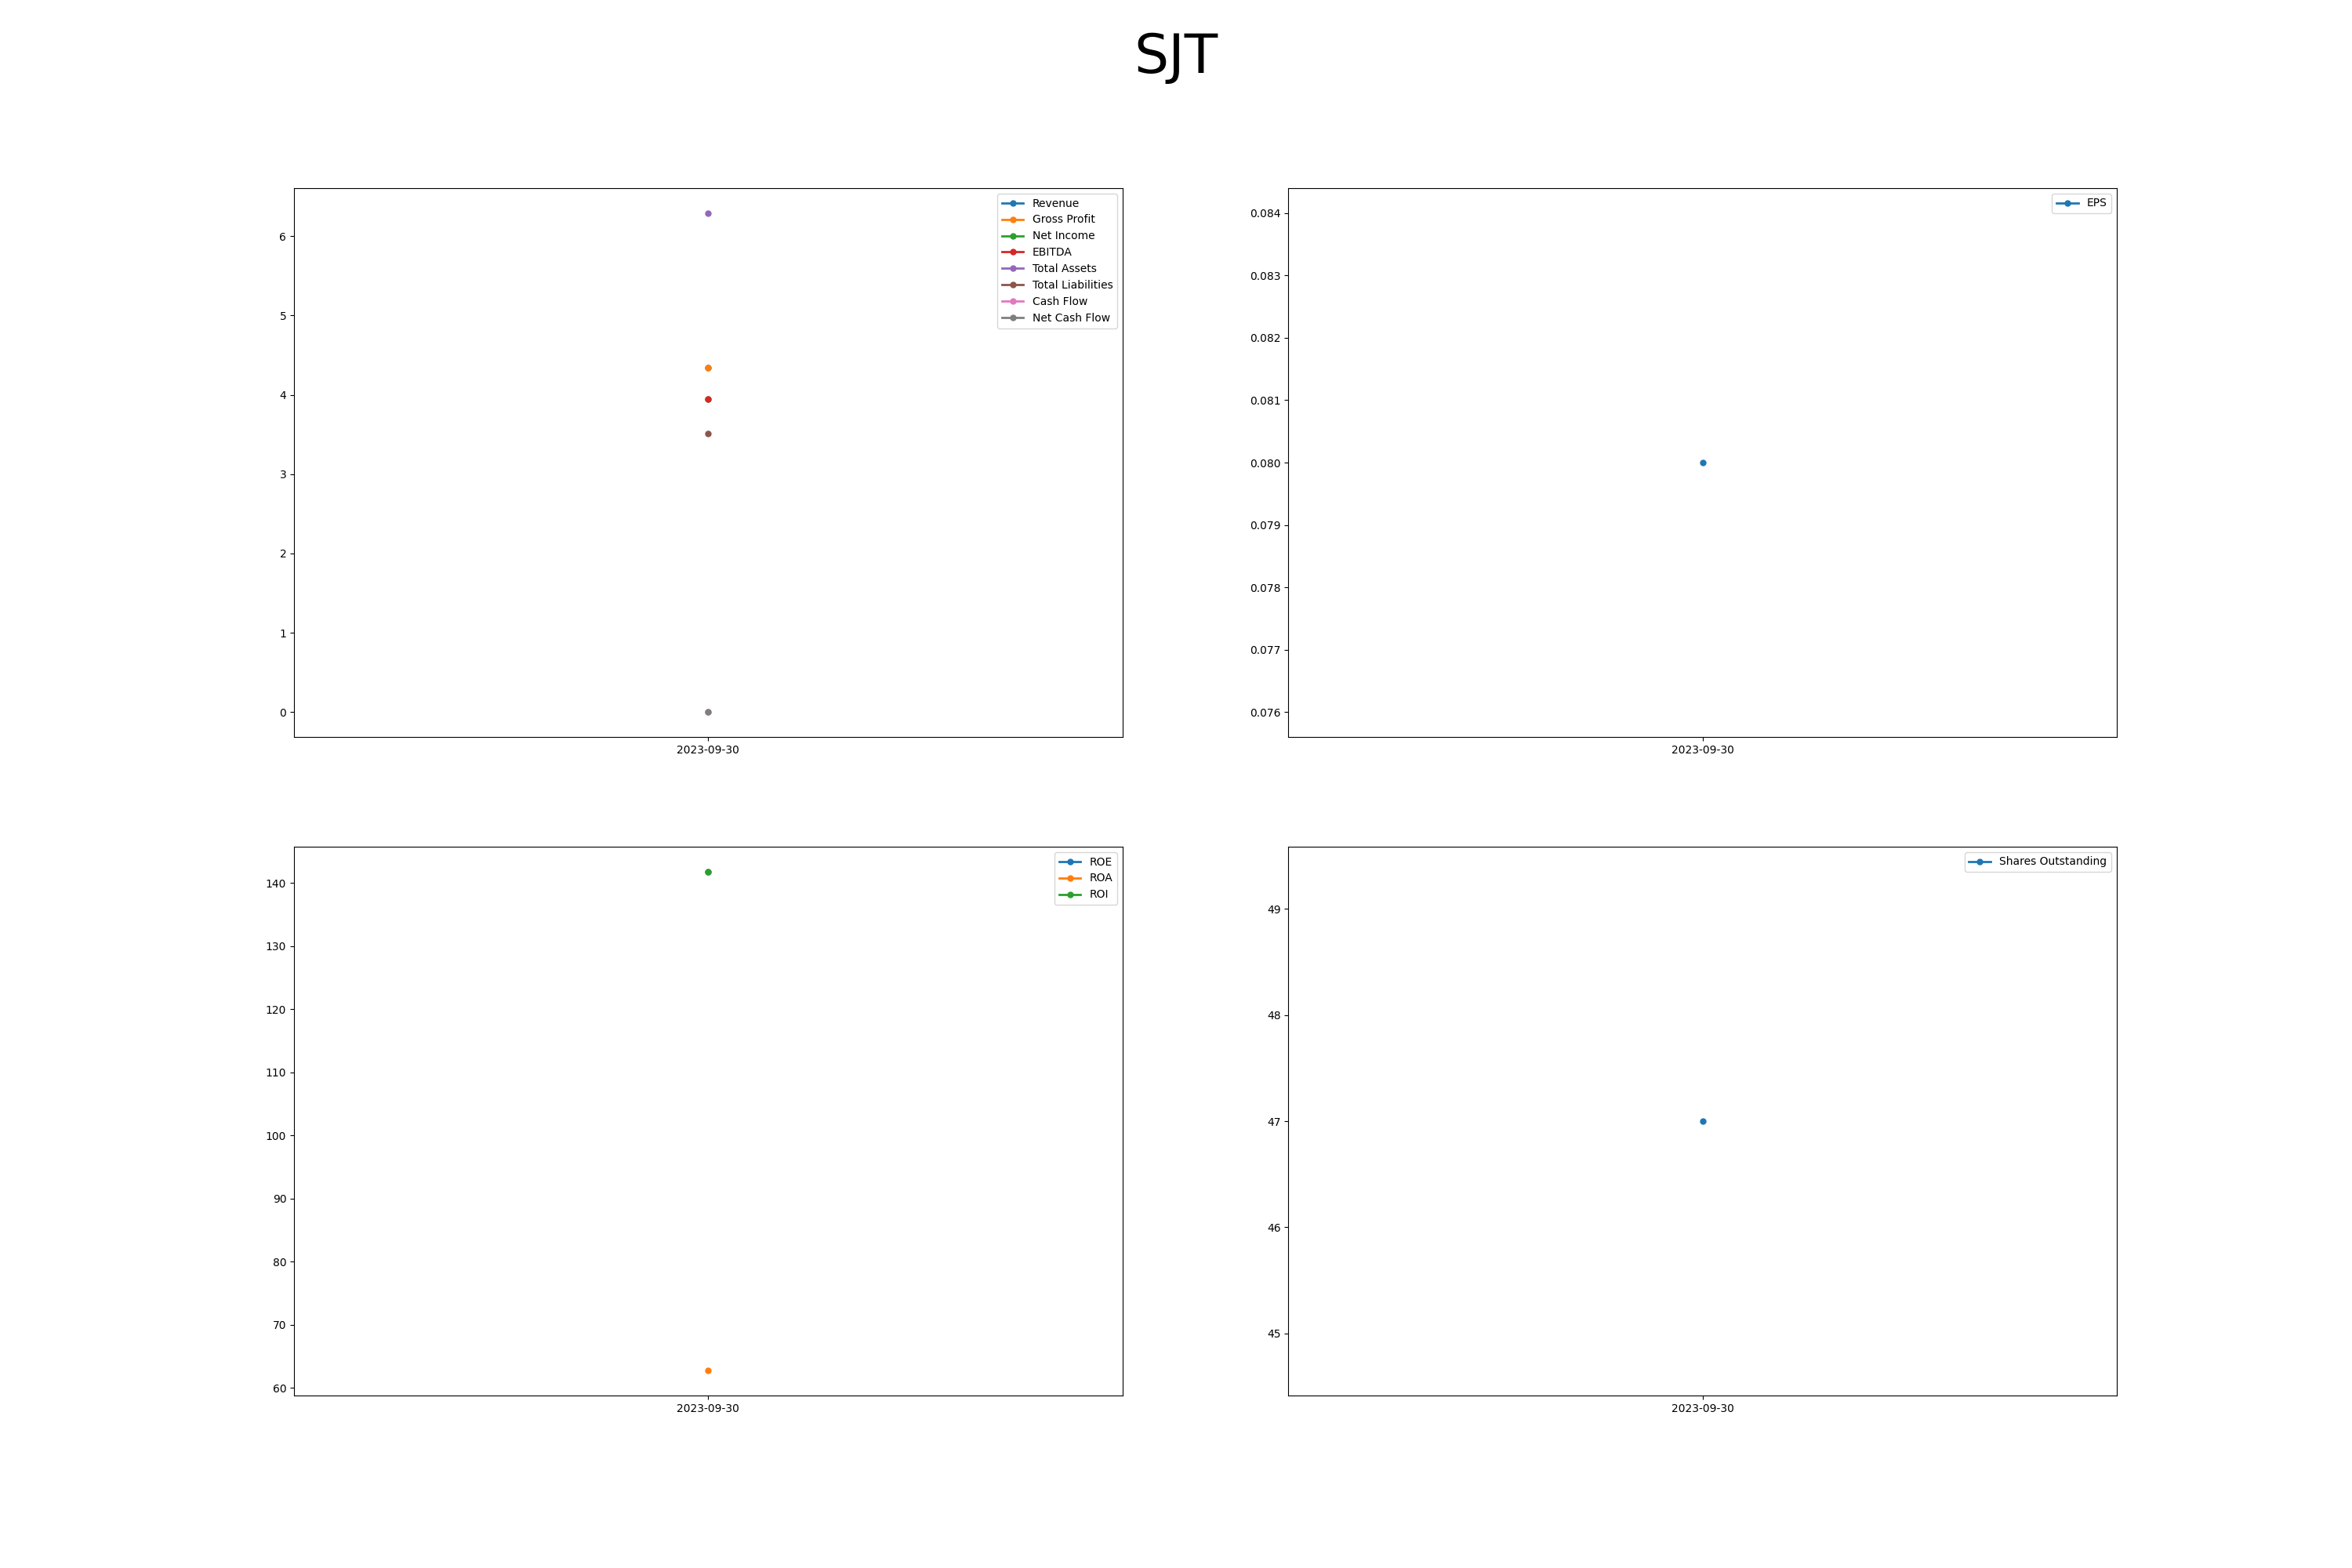 SJT
6
5
4
3
2
1
0
2023-09-30
Revenue
Gross Profit
Net Income
EBITDA
Total Assets
Total Liabilities
Cash Flow
Net Cash Flow
0.084
0.083
0.082
0.081
0.080
0.079
0.078
0.077
0.076
2023-09-30
EPS
140
130
120
110
100
90
80
70
60
2023-09-30
ROE
ROA
ROI
49
48
47
46
45
2023-09-30
Shares Outstanding